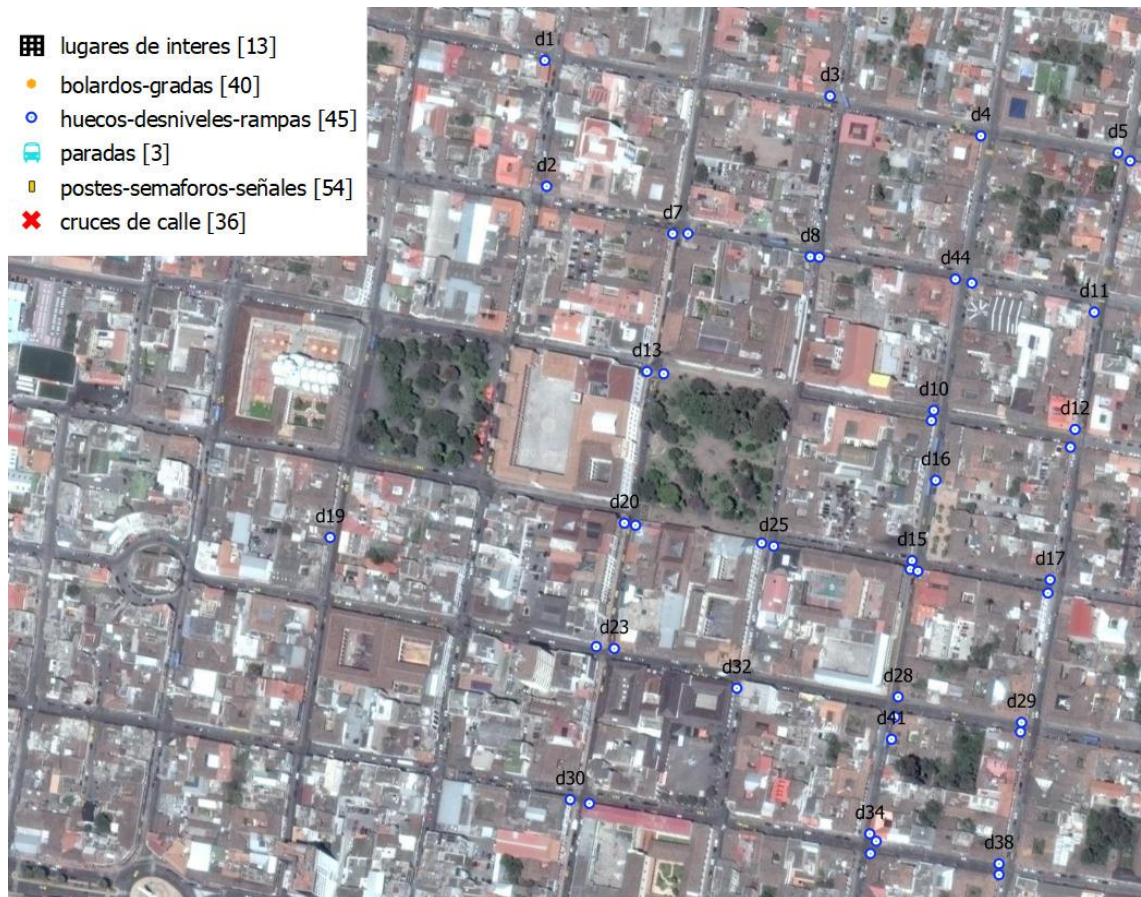 lugares de interes [13]
bolardos-gradas [40]
huecos-desniveles-rampas [45]
paradas [3]
postes-semaforos-señales [54]
cruces de calle [36]
d1
d3
d4
d5
d2
d7
d8
d44
d11
d13
d10
d12
d16
d20
d19
d25
d15
d17
d23
d32
d28
d29
d41
d30
d34
d38